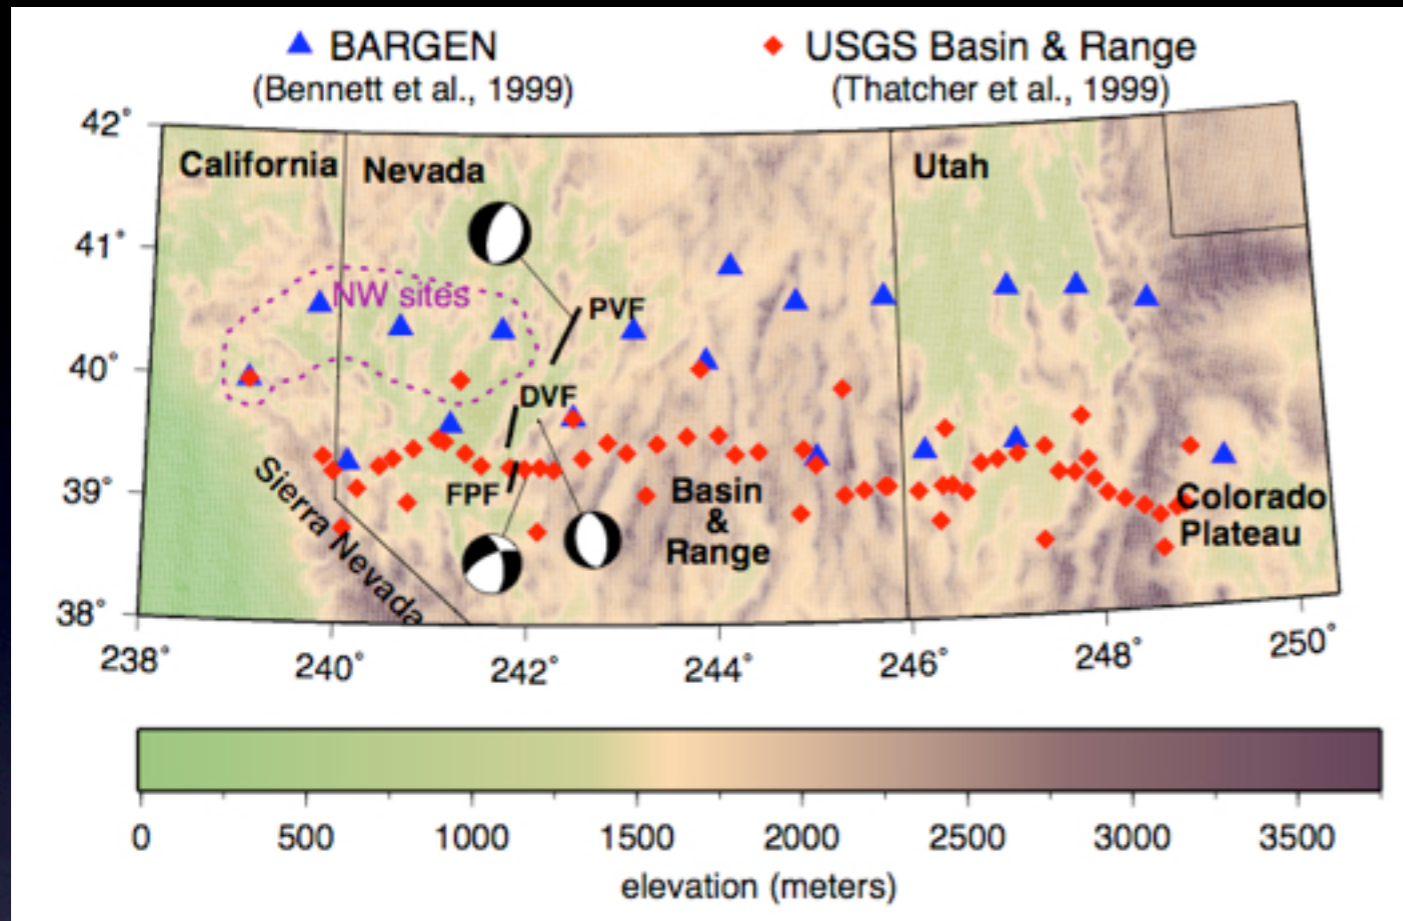 BARGEN
(Bennett et al., 1999)
USGS Basin & Range
(Thatcher et al., 1999)
42°
41°
40°
39°
38°
California
Nevada
Utah
NW sites
PVF
DVF
FPF
Sierra Nevada
Basin
&
Range
Colorado
Plateau
238°
240°
242°
244°
246°
248°
250°
0
500
1000
1500
2000
2500
3000
3500
elevation (meters)